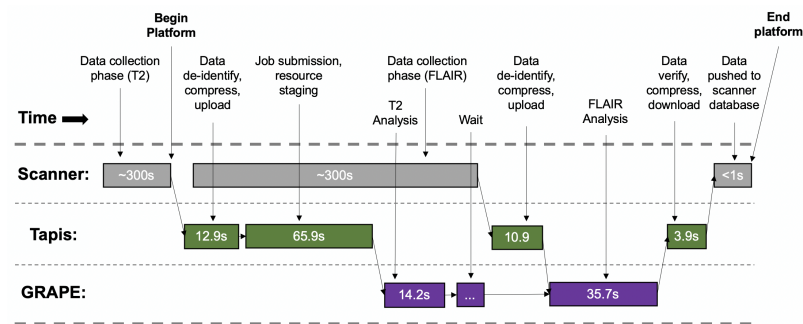 Begin
Platform
End
platform
Data collection
phase (T2)
Data
de-identify,
compress,
upload
Job submission,
resource
staging
Data collection
phase (FLAIR)
Data
de-identify,
compress,
upload
Data
verify,
compress,
download
Data
pushed to
scanner
database
T2
Analysis
Wait
FLAIR
Analysis
Time
Scanner:
~300s
~300s
<1s
Tapis:
12.9s
65.9s
10.9
3.9s
GRAPE:
14.2s
...
35.7s